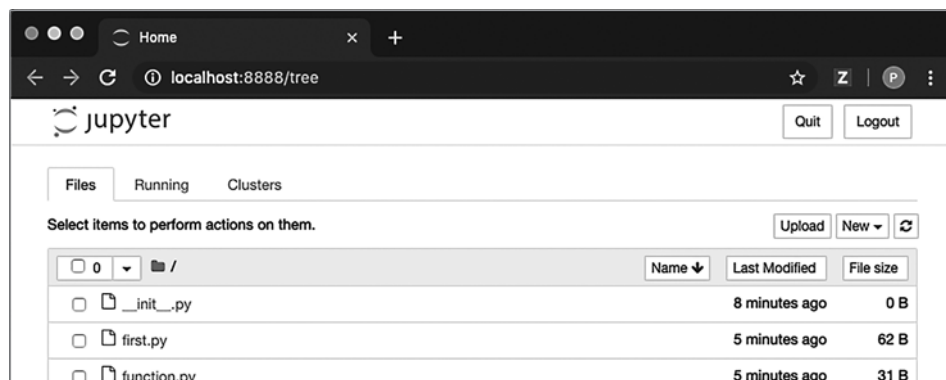 Home
localhost:8888/tree
Z
P
jupyter
Quit
Logout
Files
Running
Clusters
Select items to perform actions on them.
Upload
New
0
/
Name
Last Modified
File size
__init__.py
8 minutes ago
0 B
first.py
5 minutes ago
62 B
function.py
5 minutes ago
31 B